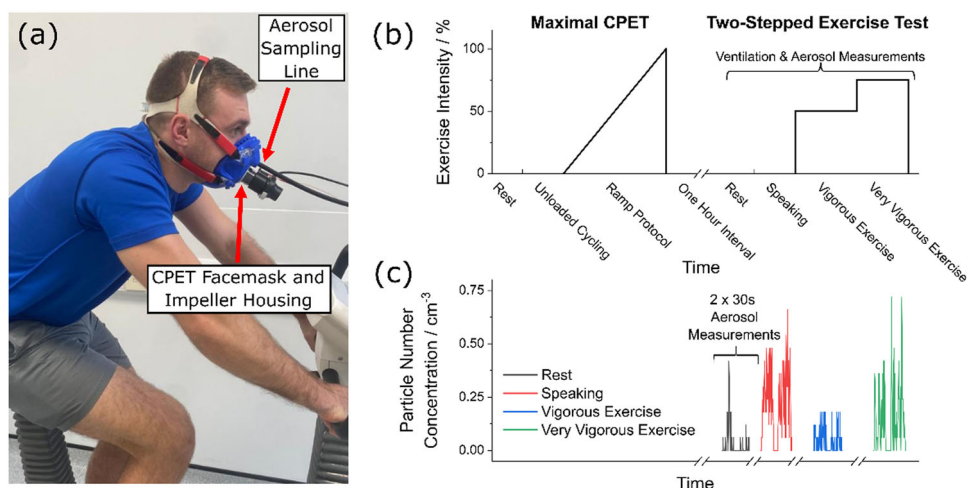 (a)
Aerosol
Sampling
Line
CPET Facemask and
Impeller Housing
(b)
Maximal CPET
Two-Stepped Exercise Test
Ventilation & Aerosol Measurements
Exercise Intensity / %
100
50
0
Rest
Unloaded Cycling
Ramp Protocol
One Hour Interval
Rest
Speaking
Vigorous Exercise
Very Vigorous Exercise
Time
(c)
Particle Number
Concentration / cm-3
0.75
0.50
0.25
0.00
2 x 30s
Aerosol
Measurements
Rest
Speaking
Vigorous Exercise
Very Vigorous Exercise
Time